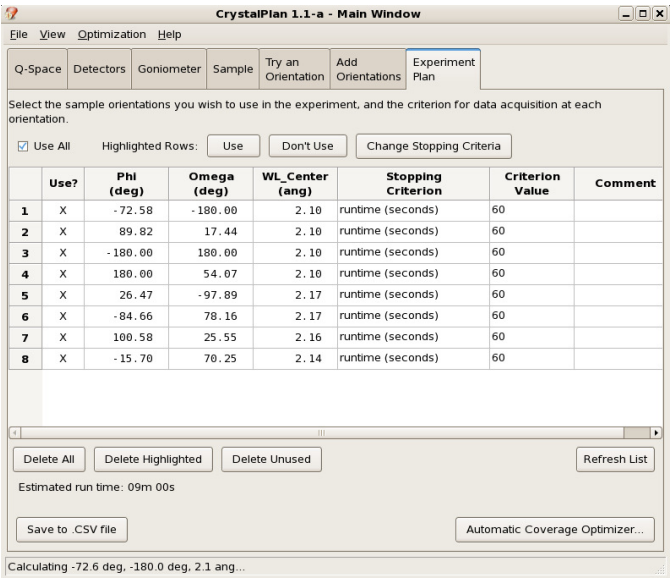 CrystalPlan 1.1-a - Main Window
File View Optimization Help
Q-Space Detectors Goniometer Sample Try an Orientation Add Orientations Experiment Plan
Select the sample orientations you wish to use in the experiment, and the criterion for data acquisition at each
orientation.
Use All Highlighted Rows: Use Don't Use Change Stopping Criteria
Use? Phi (deg) Omega (deg) WL_Center (ang) Stopping Criterion Criterion Value Comment
1 X -72.58 -180.00 2.10 runtime (seconds) 60
2 X 89.82 17.44 2.10 runtime (seconds) 60
3 X -180.00 180.00 2.10 runtime (seconds) 60
4 X 180.00 54.07 2.10 runtime (seconds) 60
5 X 26.47 -97.89 2.17 runtime (seconds) 60
6 X -84.66 78.16 2.17 runtime (seconds) 60
7 X 100.58 25.55 2.16 runtime (seconds) 60
8 X -15.70 70.25 2.14 runtime (seconds) 60
Delete All Delete Highlighted Delete Unused Refresh List
Estimated run time: 09m 00s
Save to .CSV file Automatic Coverage Optimizer...
Calculating -72.6 deg, -180.0 deg, 2.1 ang...